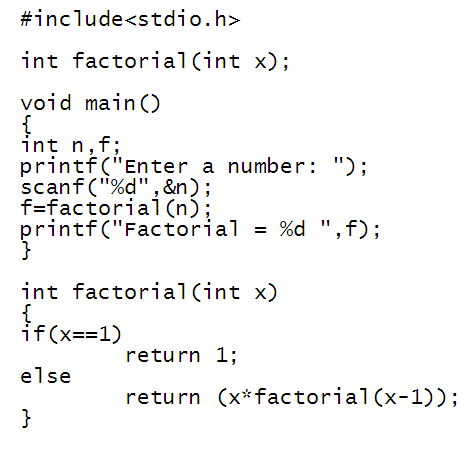 #include<stdio.h>
int factorial(int x);
void main()
{
int n,f;
printf("Enter a number: ");
scanf("%d",&n);
f=factorial(n);
printf("Factorial = %d ",f);
}
int factorial(int x)
{
if(x==1)
return 1;
else
return (x*factorial(x-1));
}